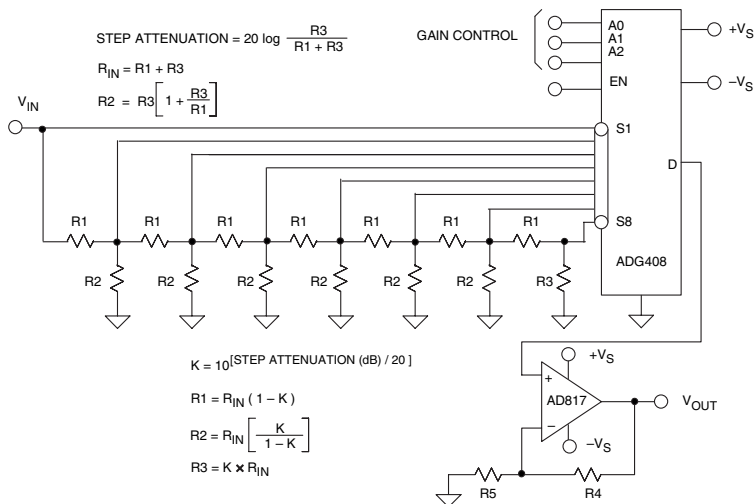 STEP ATTENUATION = 20 log R3 / R1 + R3
R_IN = R1 + R3
R2 = R3 [ 1 + R3 / R1 ]
GAIN CONTROL
A0
A1
A2
EN
+V_S
–V_S
V_IN
S1
D
S8
ADG408
R1 R1 R1 R1 R1 R1 R1
R2 R2 R2 R2 R2 R2 R3
K = 10^[STEP ATTENUATION (dB) / 20 ]
R1 = R_IN ( 1 – K )
R2 = R_IN [ K / 1 – K ]
R3 = K × R_IN
+V_S
+
AD817
–
–V_S
V_OUT
R5
R4